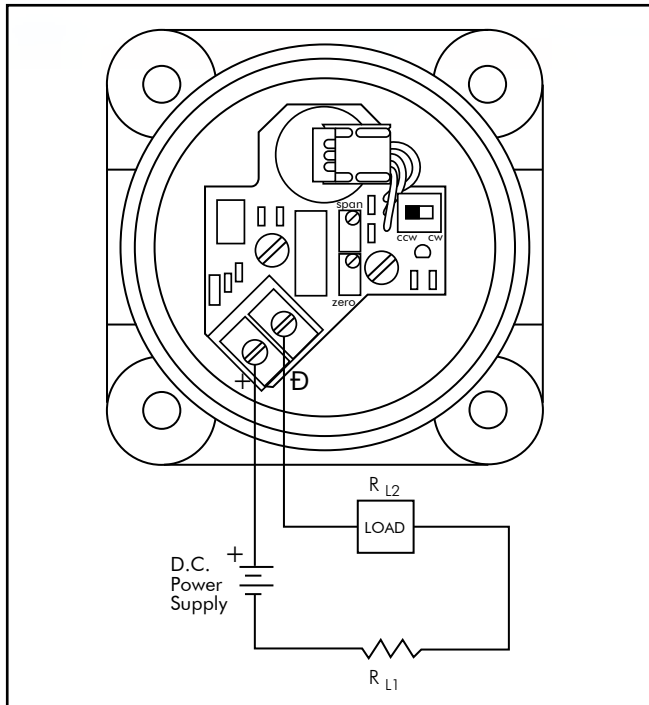 span
ccw cw
zero
+ Đ
R L2
LOAD
+
D.C.
Power
Supply
R L1